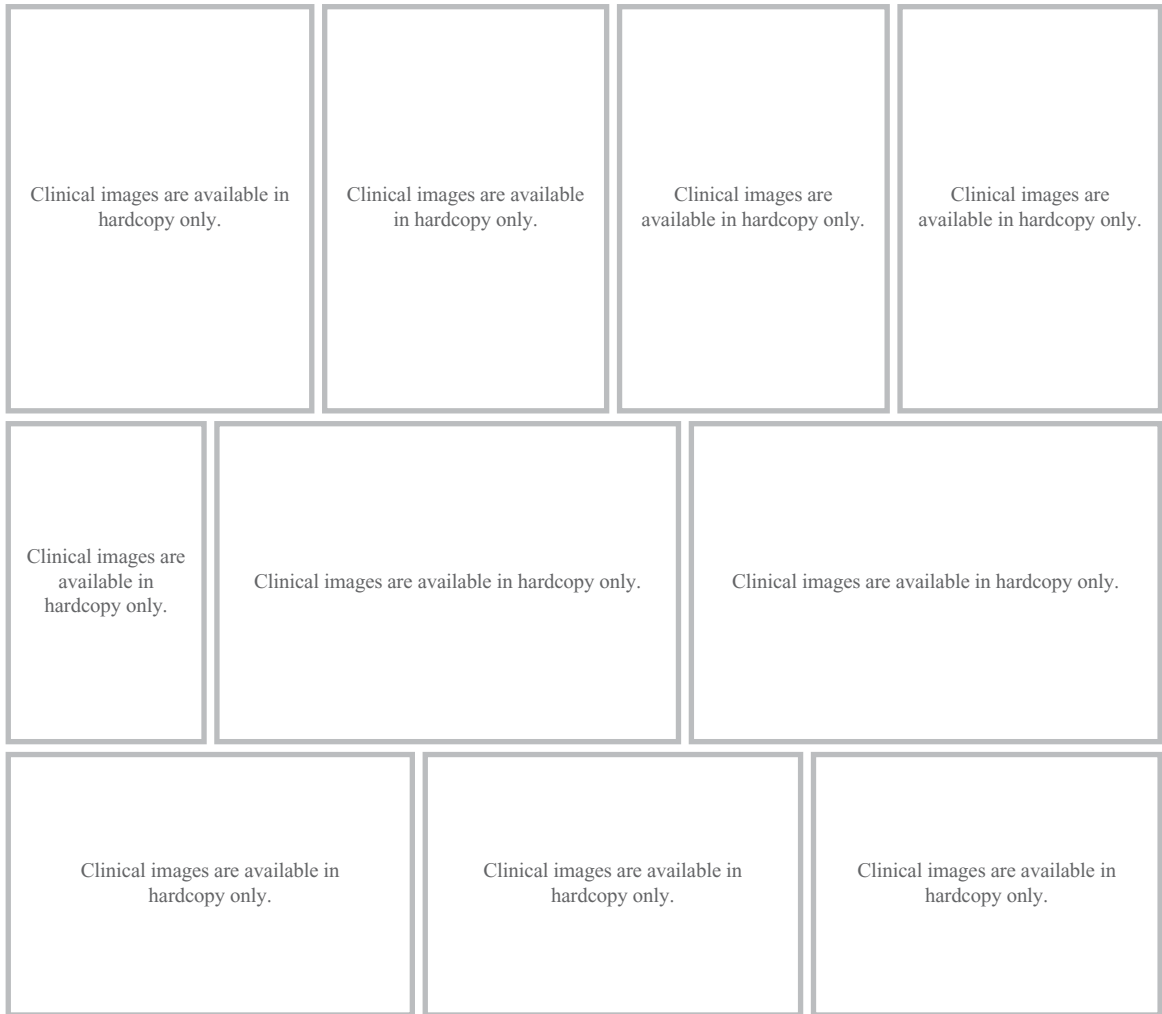 Clinical images are available in
hardcopy only.
Clinical images are available
in hardcopy only.
Clinical images are
available in hardcopy only.
Clinical images are
available in hardcopy only.
Clinical images are
available in
hardcopy only.
Clinical images are available in hardcopy only.
Clinical images are available in hardcopy only.
Clinical images are available in
hardcopy only.
Clinical images are available in
hardcopy only.
Clinical images are available in
hardcopy only.